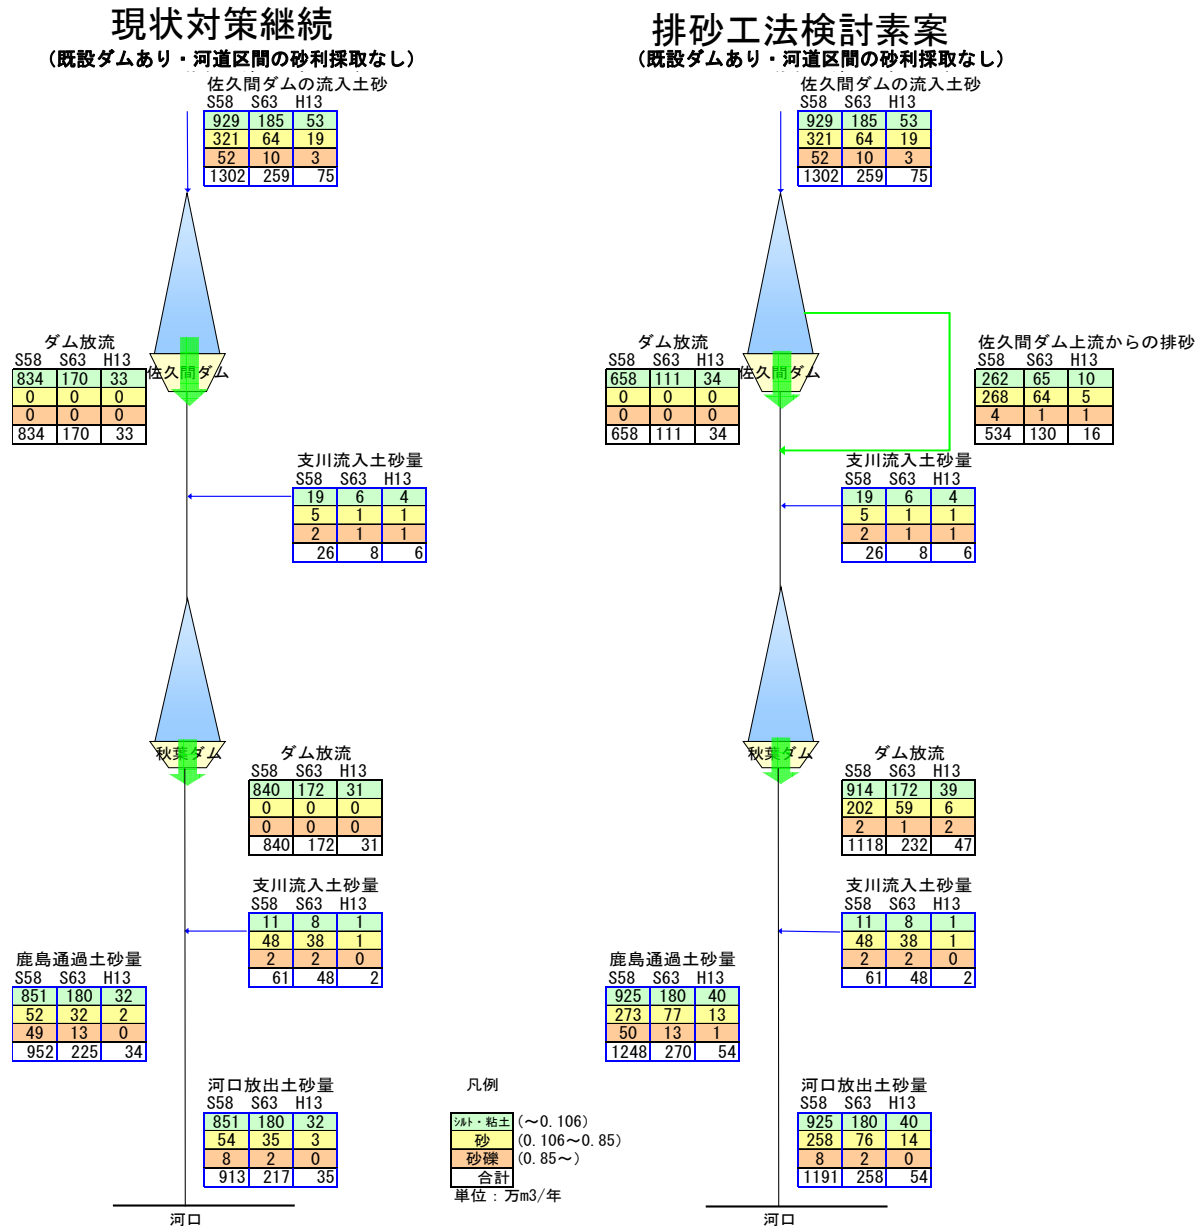 現状対策継続
(既設ダムあり・河道区間の砂利採取なし)
佐久間ダムの流入土砂
S58 S63 H13
929 185 53
321 64 19
52 10 3
1302 259 75
ダム放流
S58 S63 H13
834 170 33
0 0 0
0 0 0
834 170 33
佐久間ダム
支川流入土砂量
S58 S63 H13
19 6 4
5 1 1
2 1 1
26 8 6
秋葉ダム
ダム放流
S58 S63 H13
840 172 31
0 0 0
0 0 0
840 172 31
支川流入土砂量
S58 S63 H13
11 8 1
48 38 1
2 2 0
61 48 2
鹿島通過土砂量
S58 S63 H13
851 180 32
52 32 2
49 13 0
952 225 34
河口放出土砂量
S58 S63 H13
851 180 32
54 35 3
8 2 0
913 217 35
河口
凡例
シルト・粘土 (～0.106)
砂 (0.106～0.85)
砂礫 (0.85～)
合計
単位：万m3/年
排砂工法検討素案
(既設ダムあり・河道区間の砂利採取なし)
佐久間ダムの流入土砂
S58 S63 H13
929 185 53
321 64 19
52 10 3
1302 259 75
ダム放流
S58 S63 H13
658 111 34
0 0 0
0 0 0
658 111 34
佐久間ダム
佐久間ダム上流からの排砂
S58 S63 H13
262 65 10
268 64 5
4 1 1
534 130 16
支川流入土砂量
S58 S63 H13
19 6 4
5 1 1
2 1 1
26 8 6
秋葉ダム
ダム放流
S58 S63 H13
914 172 39
202 59 6
2 1 2
1118 232 47
支川流入土砂量
S58 S63 H13
11 8 1
48 38 1
2 2 0
61 48 2
鹿島通過土砂量
S58 S63 H13
925 180 40
273 77 13
50 13 1
1248 270 54
河口放出土砂量
S58 S63 H13
925 180 40
258 76 14
8 2 0
1191 258 54
河口